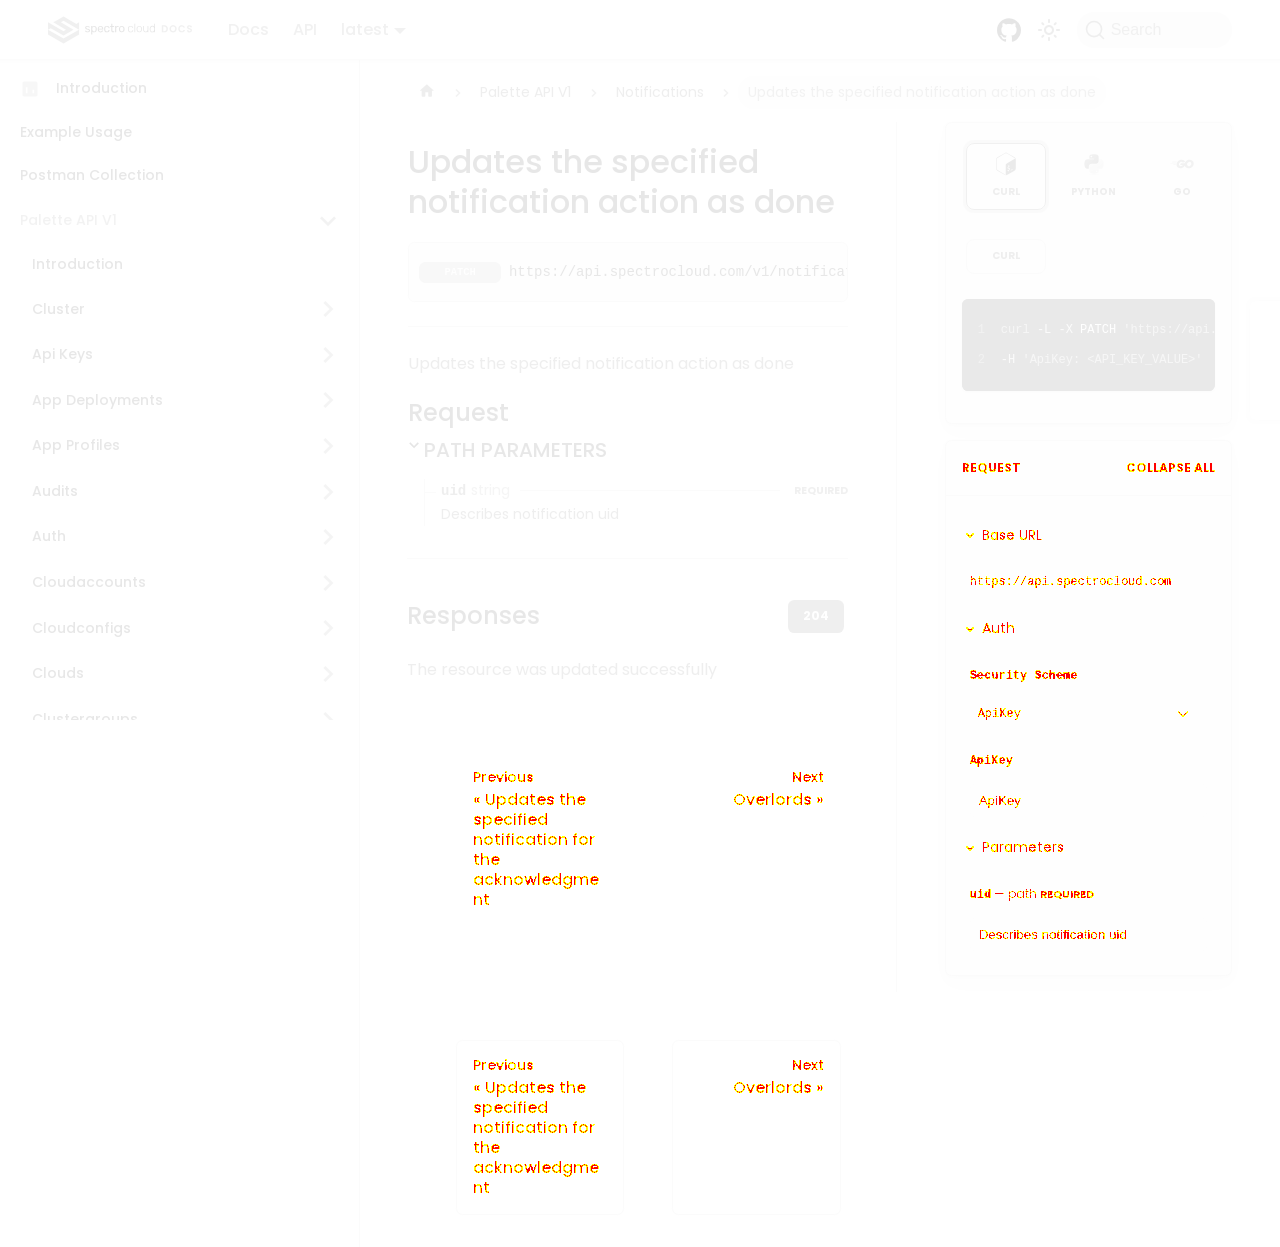 spectro cloud DOCS
Docs
API
latest
Search
Introduction
Example Usage
Postman Collection
Palette API V1
Introduction
Cluster
Api Keys
App Deployments
App Profiles
Audits
Auth
Cloudaccounts
Cloudconfigs
Clouds
Clustergroups
Palette API V1
Notifications
Updates the specified notification action as done
Updates the specified
notification action as done
PATCH
https://api.spectrocloud.com/v1/notifica
Updates the specified notification action as done
Request
PATH PARAMETERS
uid string
REQUIRED
Describes notification uid
Responses
204
The resource was updated successfully
Previous
« Updates the
specified
notification for
the
acknowledgme
nt
Next
Overlords »
Previous
« Updates the
specified
notification for
the
acknowledgme
nt
Next
Overlords »
CURL
PYTHON
GO
GO
CURL
1 curl -L -X PATCH 'https://api.
2 -H 'ApiKey: <API_KEY_VALUE>'
REQUEST
COLLAPSE ALL
Base URL
https://api.spectrocloud.com
Auth
Security Scheme
ApiKey
ApiKey
ApiKey
Parameters
uid — path REQUIRED
Describes notification uid